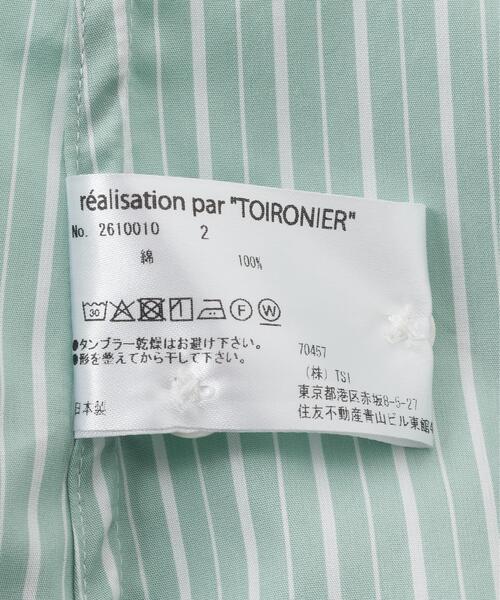 réalisation par "TOIRONIER"
No. 2610010 2
綿 100%
30 F W
●タンブラー乾燥はお避け下さい。
●形を整えてから干して下さい。
日本製
70457
(株) TSI
東京都港区赤坂8-5-27
住友不動産青山ビル東館